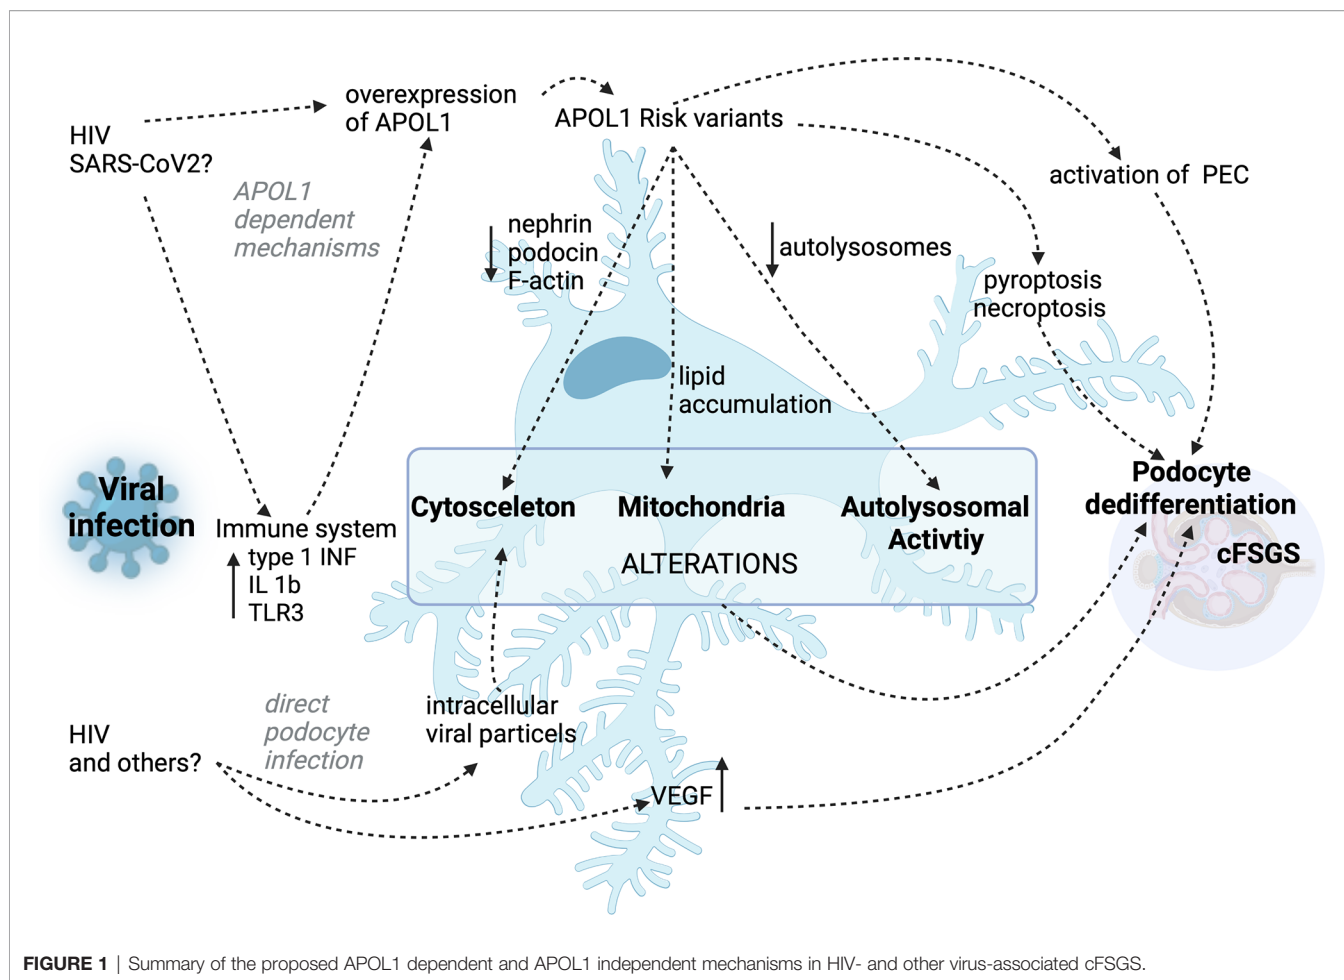 overexpression
of APOL1
APOL1 Risk variants
HIV
SARS-CoV2?
activation of PEC
APOL1
dependent
mechanisms
nephrin
podocin
F-actin
autolysosomes
pyroptosis
necroptosis
lipid
accumulation
Viral
infection
Immune system
type 1 INF
IL 1b
TLR3
Cytosceleton
Mitochondria
Autolysosomal
Activtiy
ALTERATIONS
Podocyte
dedifferentiation
cFSGS
direct
podocyte
infection
HIV
and others?
intracellular
viral particels
VEGF
FIGURE 1 | Summary of the proposed APOL1 dependent and APOL1 independent mechanisms in HIV- and other virus-associated cFSGS.